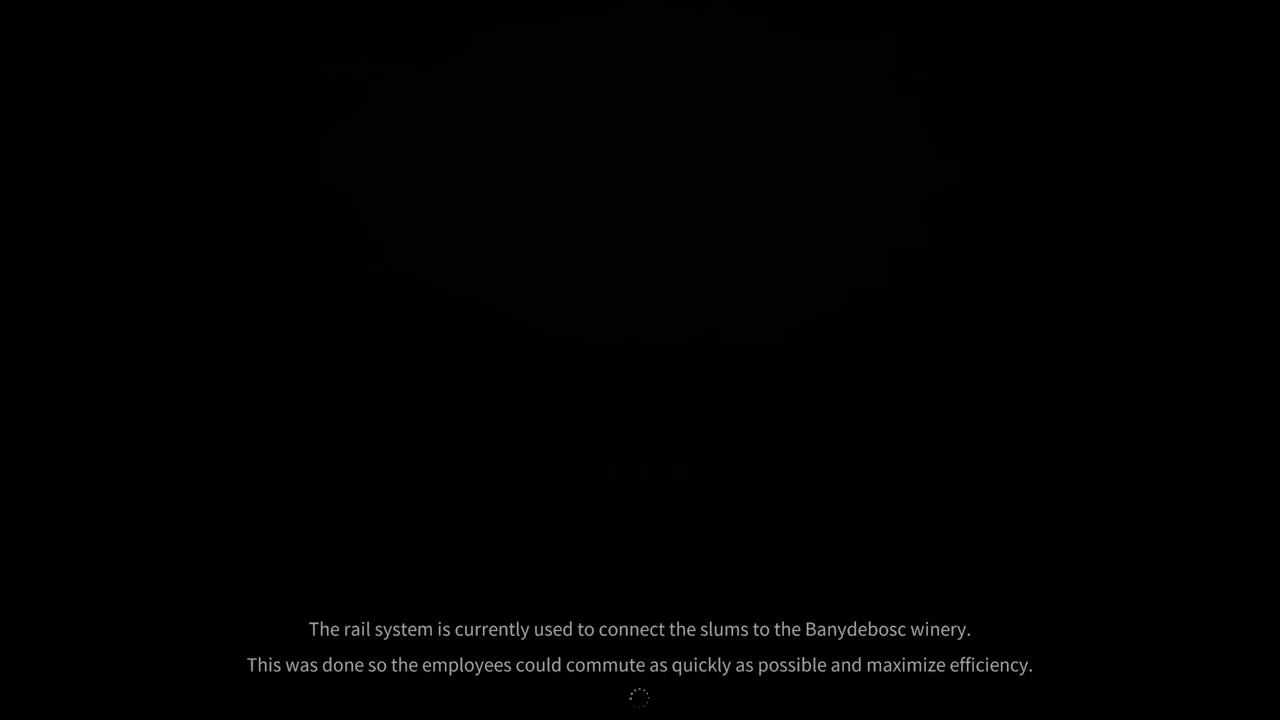 The rail system is currently used to connect the slums to the Banydebosc winery.
This was done so the employees could commute as quickly as possible and maximize efficiency.